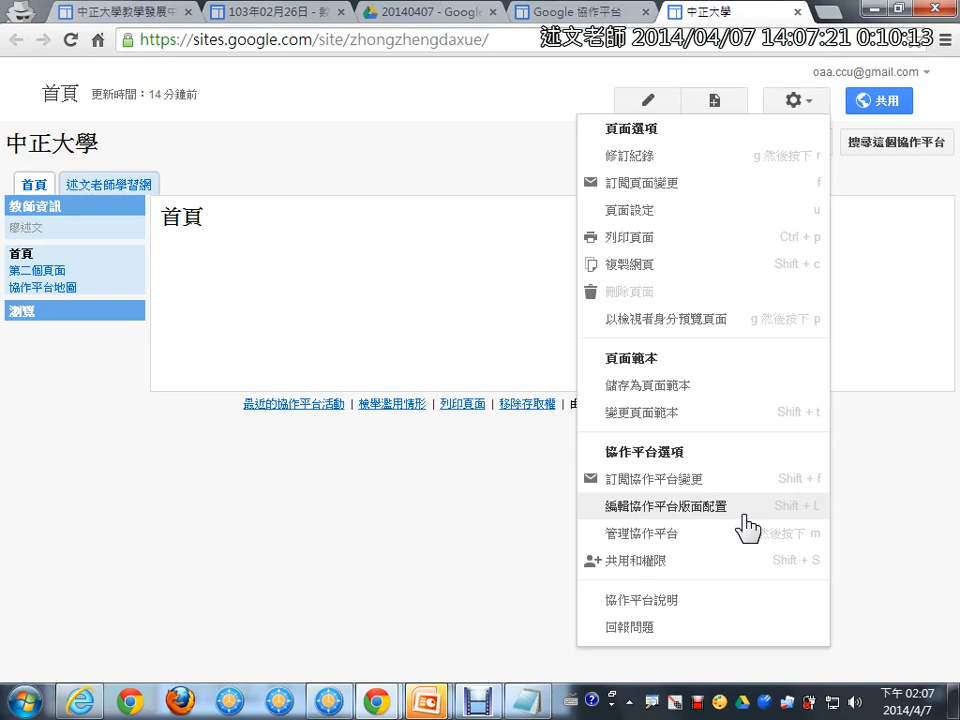 中正大學教學發展中
103年02月26日 - 數
20140407 - Googl
Google 協作平台
中正大學
https://sites.google.com/site/zhongzhengdaxue/
述文老師 2014/04/07 14:07:21 0:10:13
oaa.ccu@gmail.com
首頁 更新時間：14 分鐘前
共用
中正大學
搜尋這個協作平台
首頁
述文老師學習網
教師資訊
廖述文
首頁
第二個頁面
協作平台地圖
瀏覽
首頁
最近的協作平台活動 | 檢舉濫用情形 | 列印頁面 | 移除存取權 | 由
頁面選項
修訂紀錄 g 然後按下 r
訂閱頁面變更 f
頁面設定 u
列印頁面 Ctrl + p
複製網頁 Shift + c
刪除頁面
以檢視者身分預覽頁面 g 然後按下 p
頁面範本
儲存為頁面範本
變更頁面範本 Shift + t
協作平台選項
訂閱協作平台變更 Shift + f
編輯協作平台版面配置 Shift + L
管理協作平台 然後按下 m
共用和權限 Shift + S
協作平台說明
回報問題
下午 02:07
2014/4/7